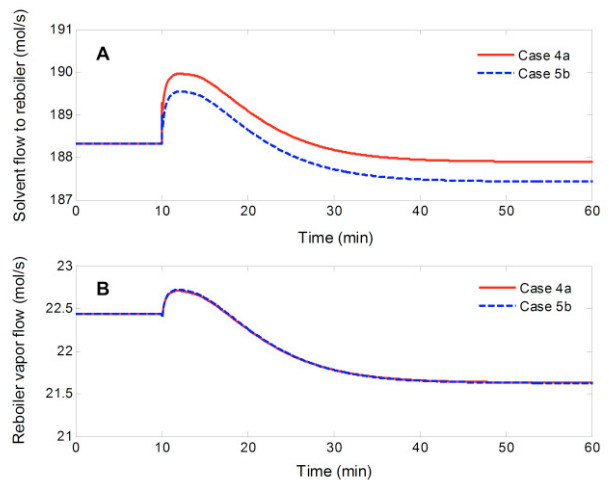 191
190
189
188
187
Solvent flow to reboiler (mol/s)
A
Case 4a
Case 5b
0 10 20 30 40 50 60
Time (min)
23
22.5
22
21.5
21
Reboiler vapor flow (mol/s)
B
Case 4a
Case 5b
0 10 20 30 40 50 60
Time (min)